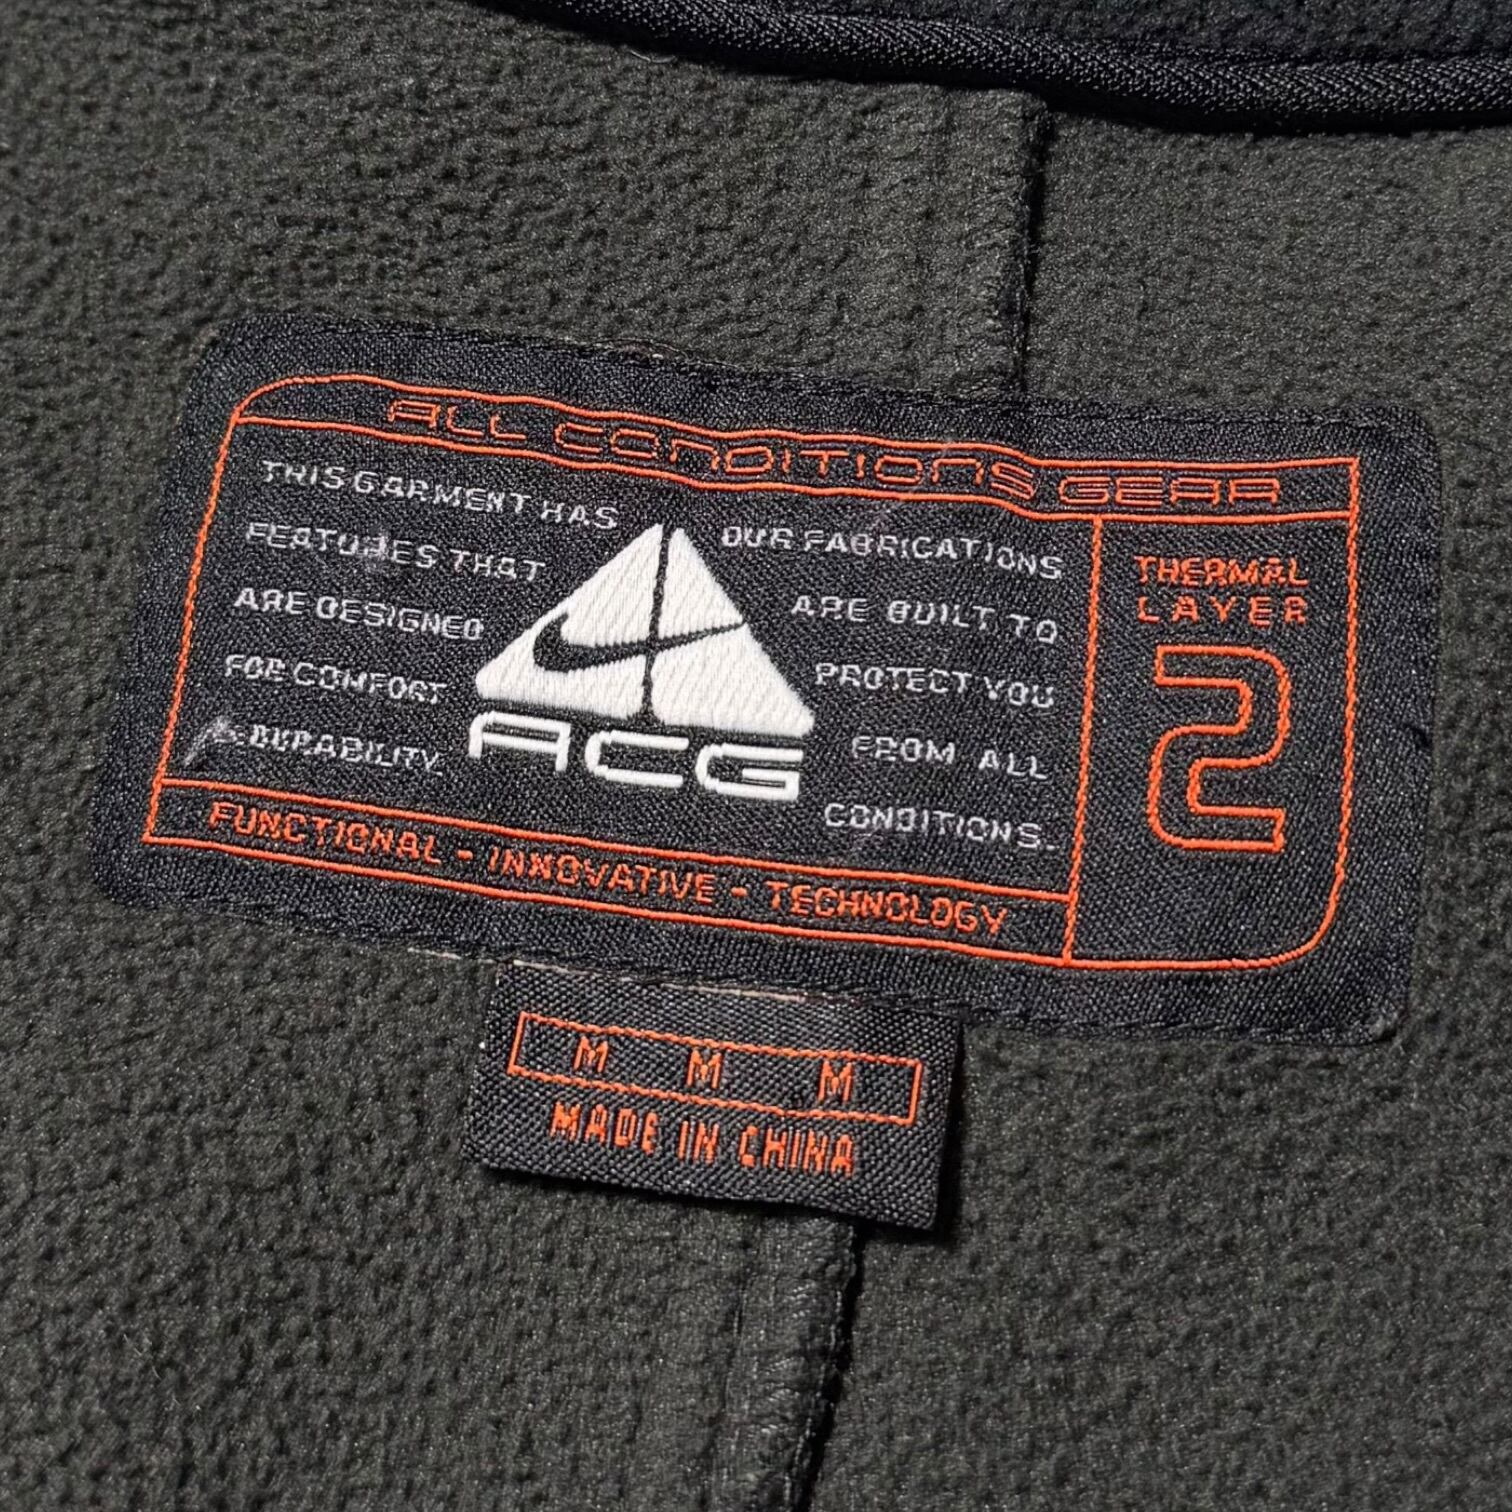 ALL CONDITIONS GEAR
THIS GARMENT HAS
FEATURES THAT
ARE DESIGNED
FOR COMFORT
& DURABILITY.
ACG
OUR FABRICATIONS
ARE BUILT TO
PROTECT YOU
FROM ALL
CONDITIONS.
THERMAL
LAYER
2
FUNCTIONAL - INNOVATIVE - TECHNOLOGY
M M M
MADE IN CHINA